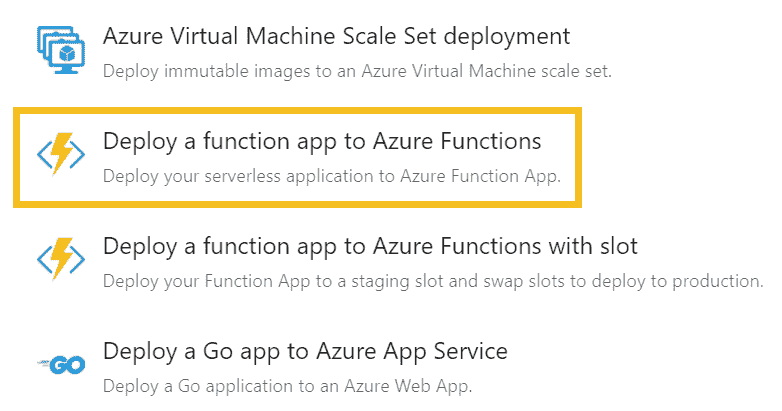 Azure Virtual Machine Scale Set deployment
Deploy immutable images to an Azure Virtual Machine scale set.
Deploy a function app to Azure Functions
Deploy your serverless application to Azure Function App.
Deploy a function app to Azure Functions with slot
Deploy your Function App to a staging slot and swap slots to deploy to production.
GO
Deploy a Go app to Azure App Service
Deploy a Go application to an Azure Web App.